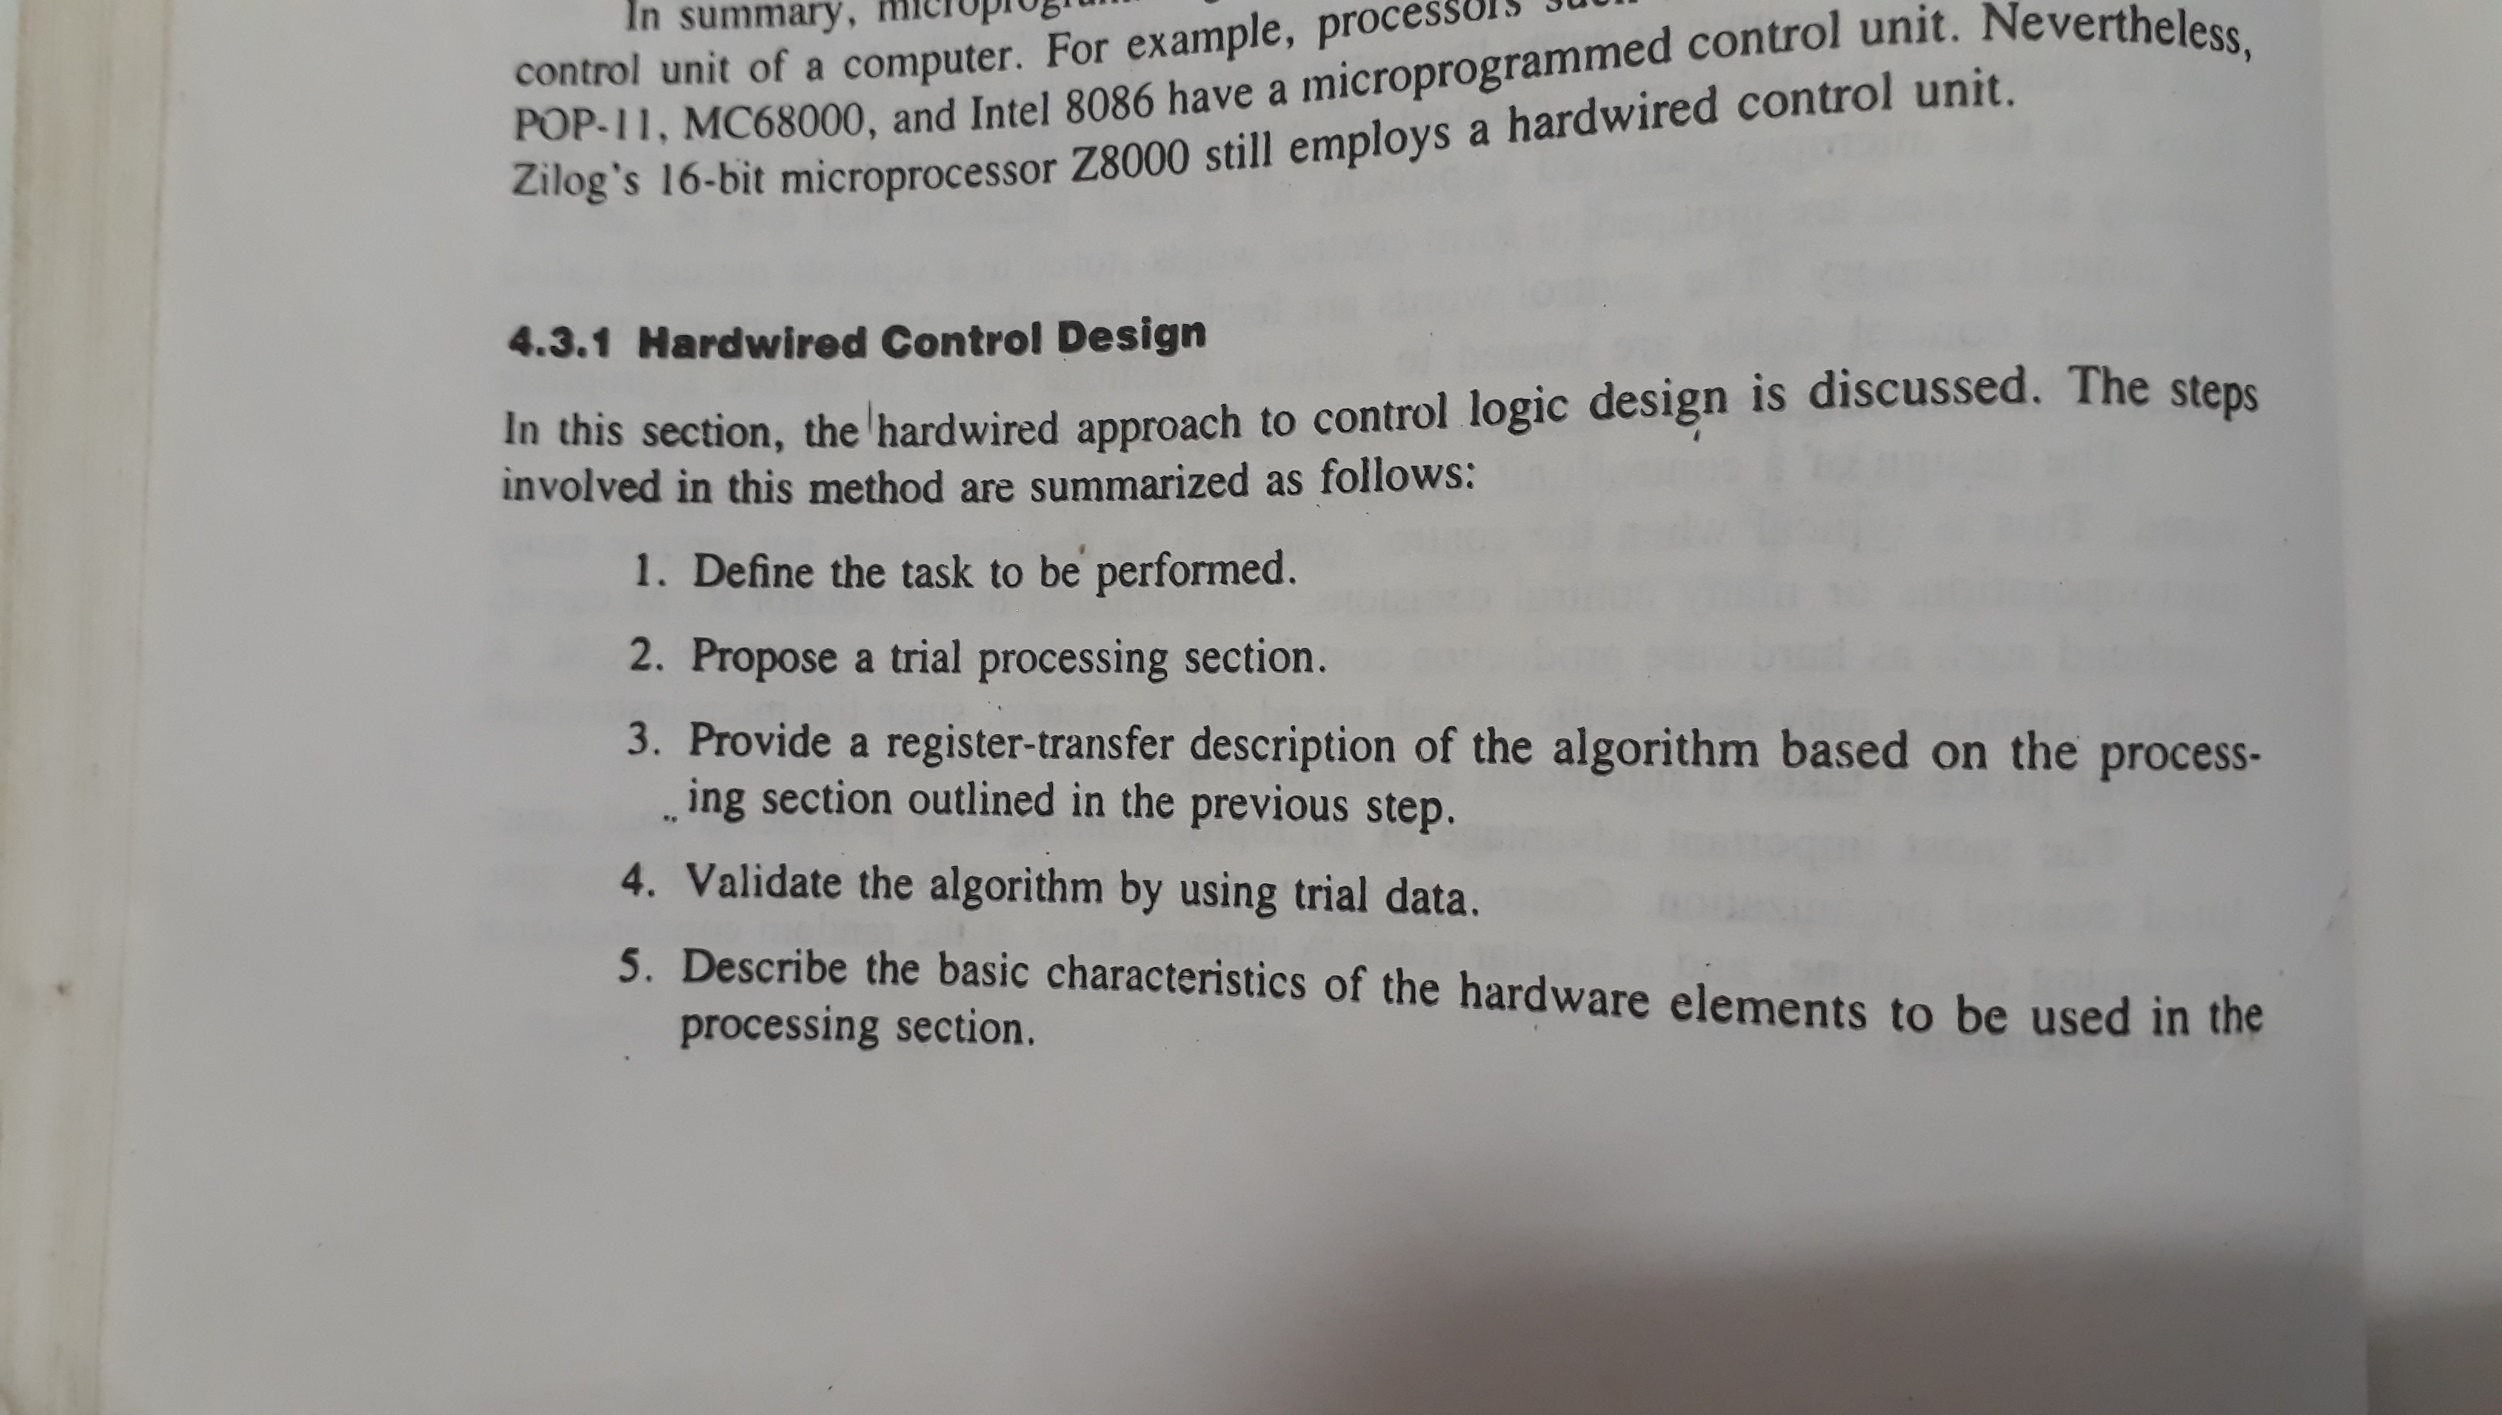 In summary,
control unit of a computer. For example, processors
POP-11, MC68000, and Intel 8086 have a microprogrammed control unit. Nevertheless,
Zilog's 16-bit microprocessor Z8000 still employs a hardwired control unit.
4.3.1 Hardwired Control Design
In this section, the hardwired approach to control logic design is discussed. The steps
involved in this method are summarized as follows:
1. Define the task to be performed.
2. Propose a trial processing section.
3. Provide a register-transfer description of the algorithm based on the process-
ing section outlined in the previous step.
4. Validate the algorithm by using trial data.
5. Describe the basic characteristics of the hardware elements to be used in the
processing section.